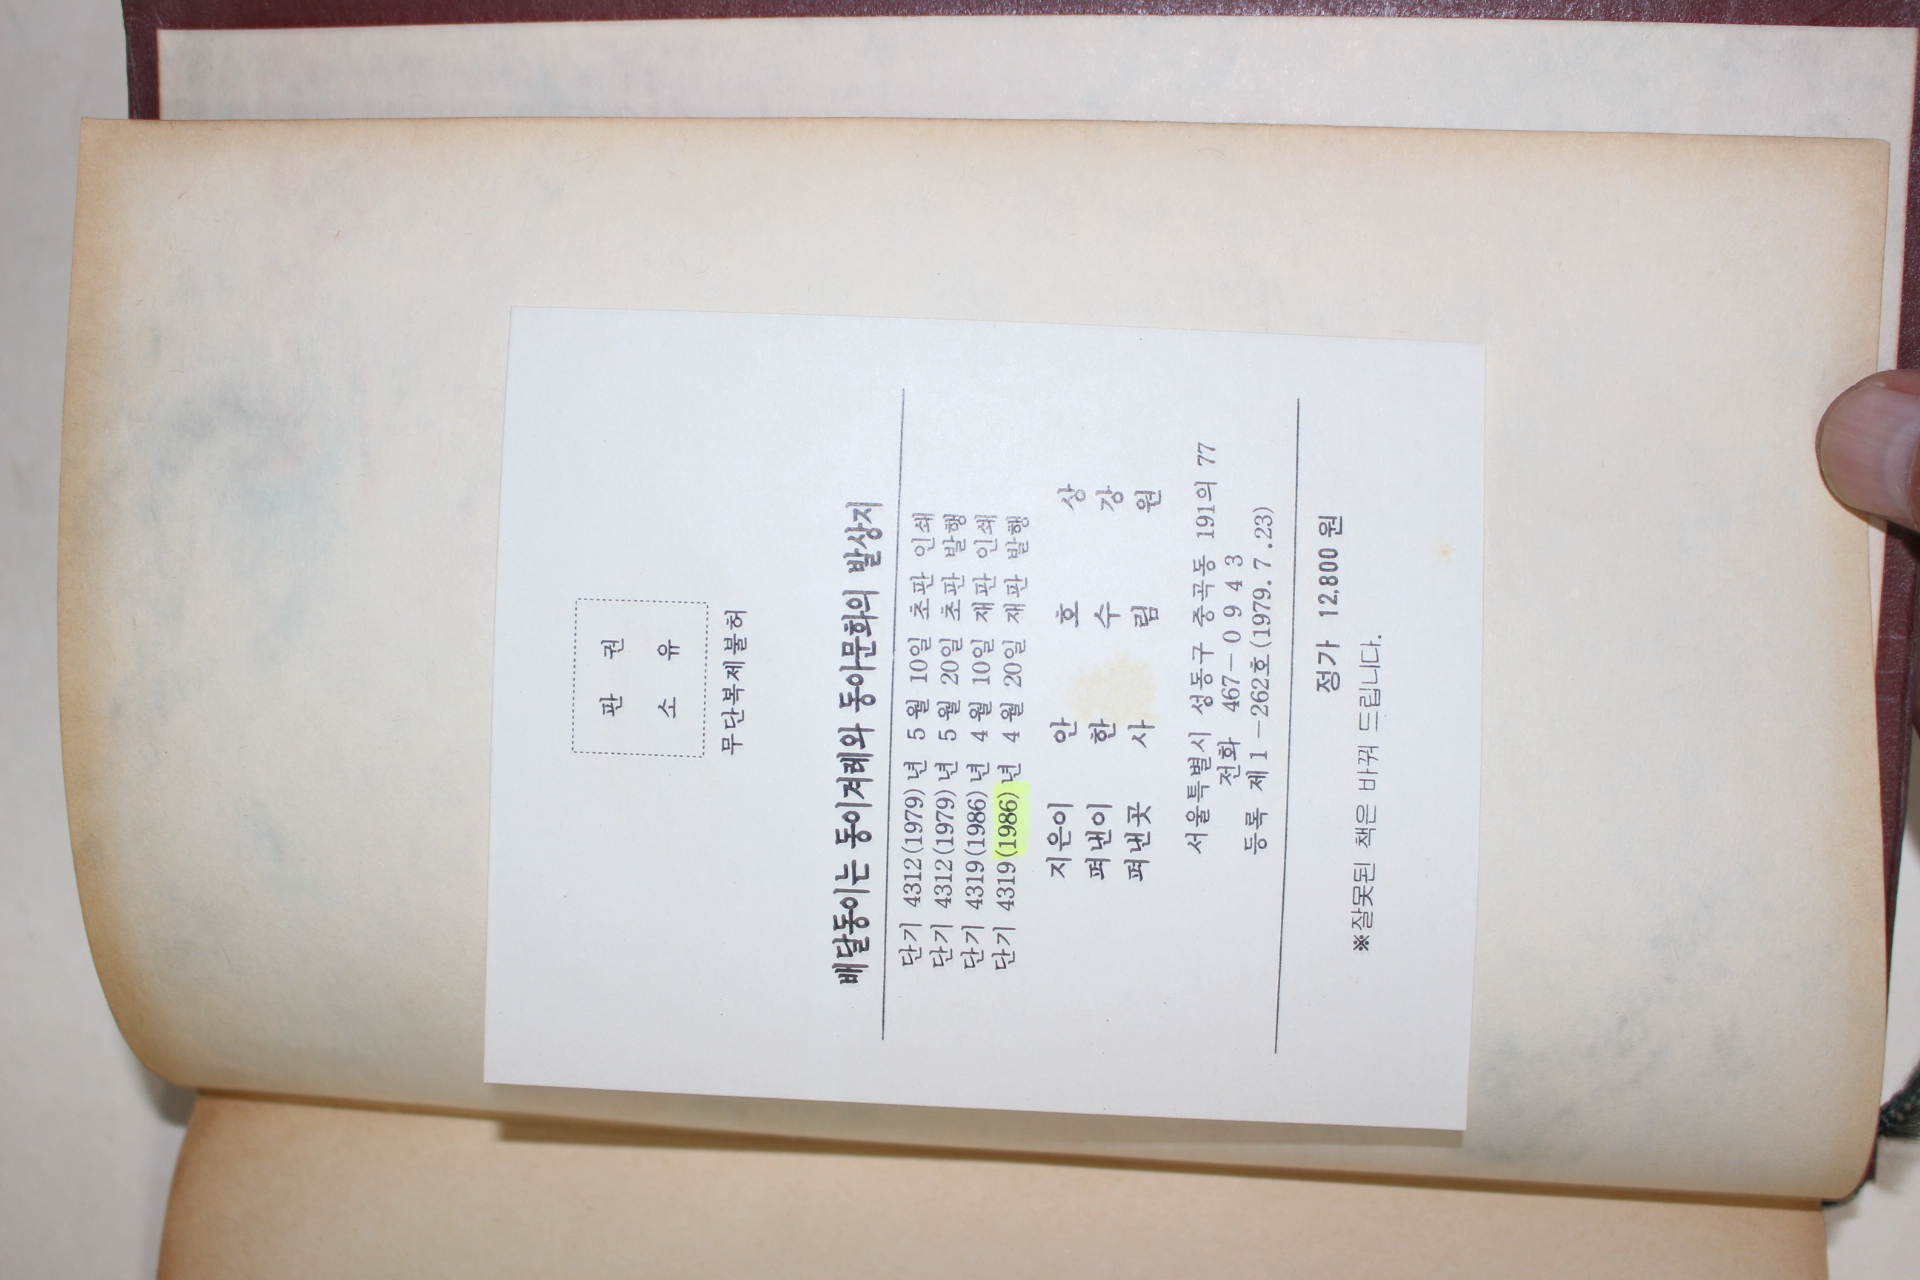 판 권
소 유
무단복제불허
배달동이는 동이겨레와 동아문화의 발상지
단기 4312(1979)년 5월 10일 초판 인쇄
단기 4312(1979)년 5월 20일 초판 발행
단기 4319(1986)년 4월 10일 재판 인쇄
단기 4319(1986)년 4월 20일 재판 발행
지은이 안 호 상
펴낸이 한 수 강
펴낸곳 사 림 원
서울특별시 성동구 중곡동 191의 77
전화 467-0943
등록 제1-262호(1979.7.23)
정가 12,800원
※잘못된 책은 바꿔 드립니다.